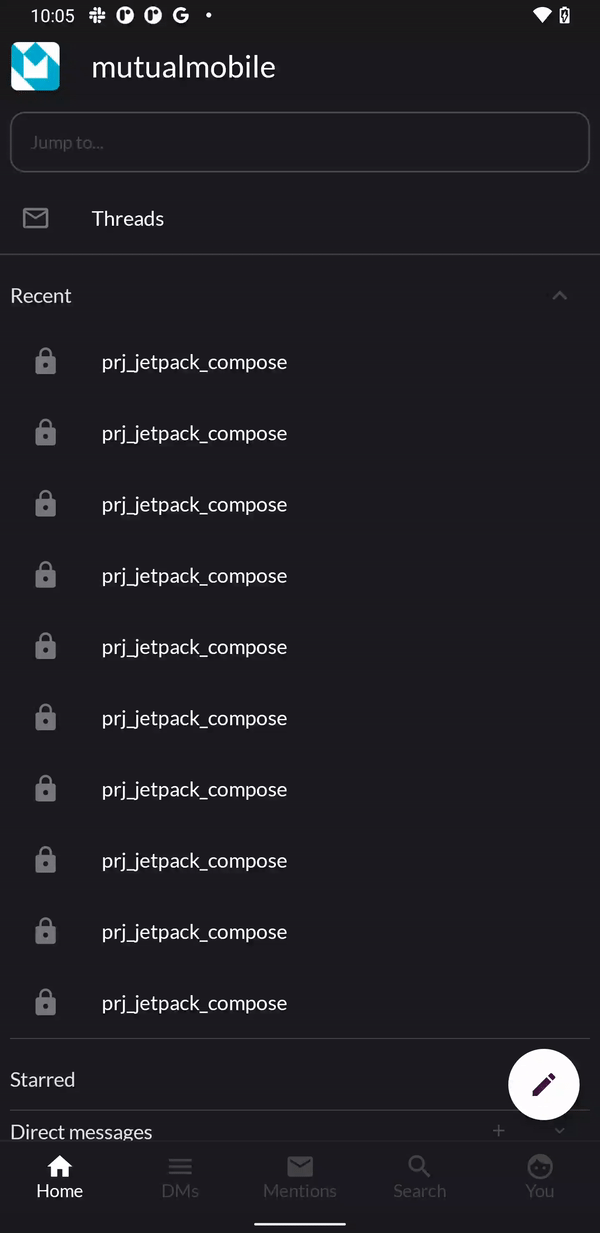 10:05
mutualmobile
Jump to...
Threads
Recent
prj_jetpack_compose
prj_jetpack_compose
prj_jetpack_compose
prj_jetpack_compose
prj_jetpack_compose
prj_jetpack_compose
prj_jetpack_compose
prj_jetpack_compose
prj_jetpack_compose
prj_jetpack_compose
Starred
Direct messages
Home DMs Mentions Search You